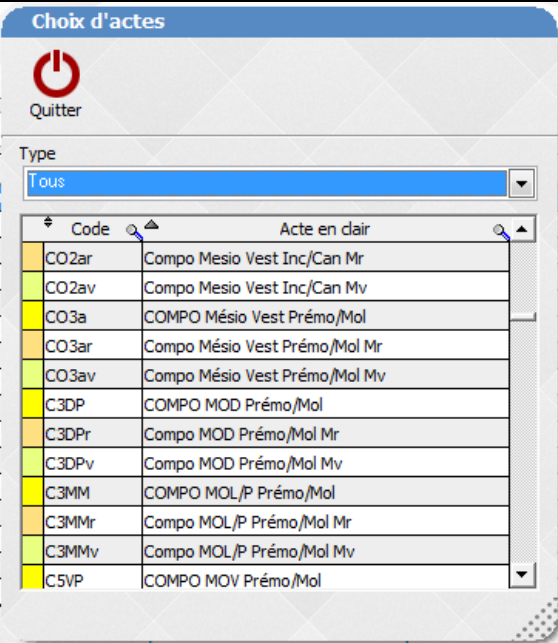 Choix d'actes
Quitter
Type
Tous
Code Acte en clair
CO2ar Compo Mesio Vest Inc/Can Mr
CO2av Compo Mesio Vest Inc/Can Mv
CO3a COMPO Mésio Vest Prémo/Mol
CO3ar Compo Mésio Vest Prémo/Mol Mr
CO3av Compo Mésio Vest Prémo/Mol Mv
C3DP COMPO MOD Prémo/Mol
C3DPr Compo MOD Prémo/Mol Mr
C3DPv Compo MOD Prémo/Mol Mv
C3MM COMPO MOL/P Prémo/Mol
C3MMr Compo MOL/P Prémo/Mol Mr
C3MMv Compo MOL/P Prémo/Mol Mv
C5VP COMPO MOV Prémo/Mol